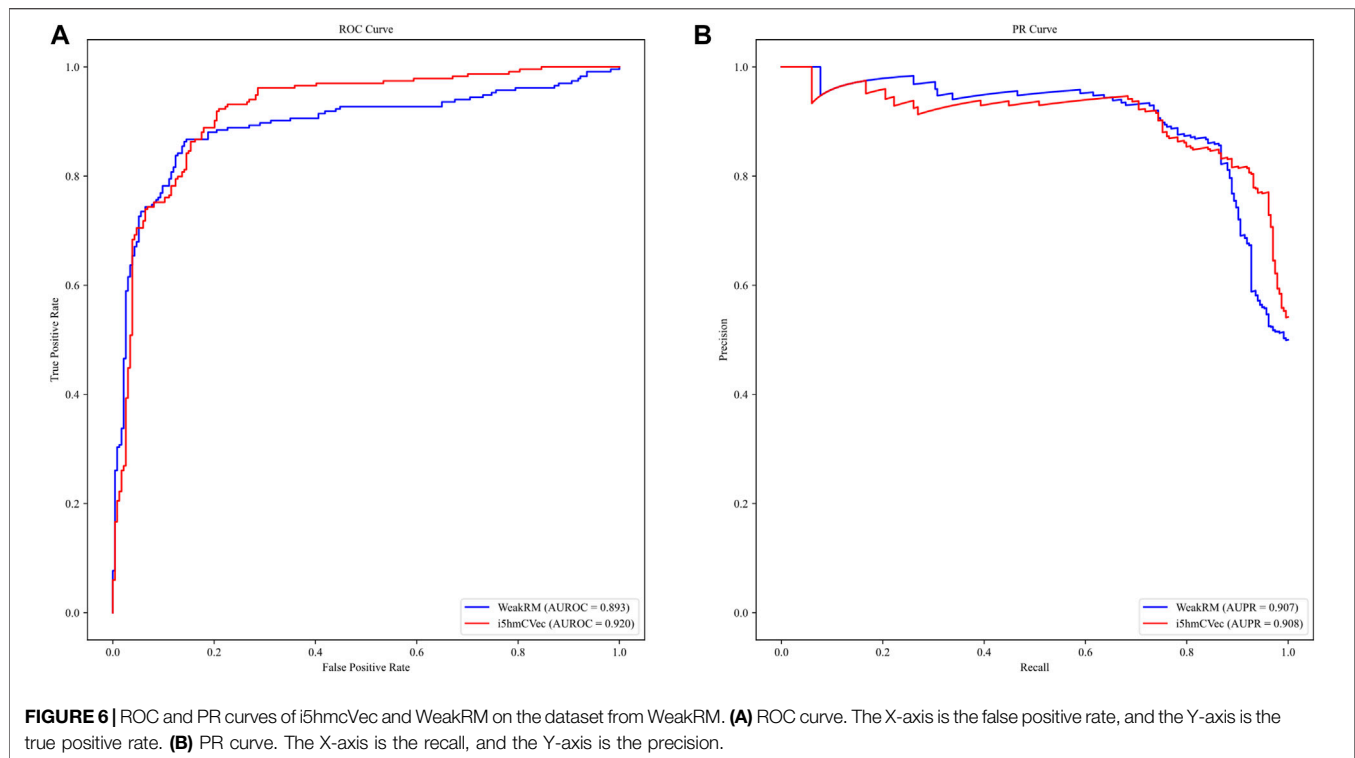 A
ROC Curve
1.0
0.8
0.6
0.4
0.2
0.0
True Positive Rate
WeakRM (AUROC = 0.893)
i5hmCVec (AUROC = 0.920)
0.0 0.2 0.4 0.6 0.8 1.0
False Positive Rate
B
PR Curve
1.0
0.8
0.6
0.4
0.2
0.0
Precision
WeakRM (AUPR = 0.907)
i5hmCVec (AUPR = 0.908)
0.0 0.2 0.4 0.6 0.8 1.0
Recall
FIGURE 6 | ROC and PR curves of i5hmcVec and WeakRM on the dataset from WeakRM. (A) ROC curve. The X-axis is the false positive rate, and the Y-axis is the
true positive rate. (B) PR curve. The X-axis is the recall, and the Y-axis is the precision.